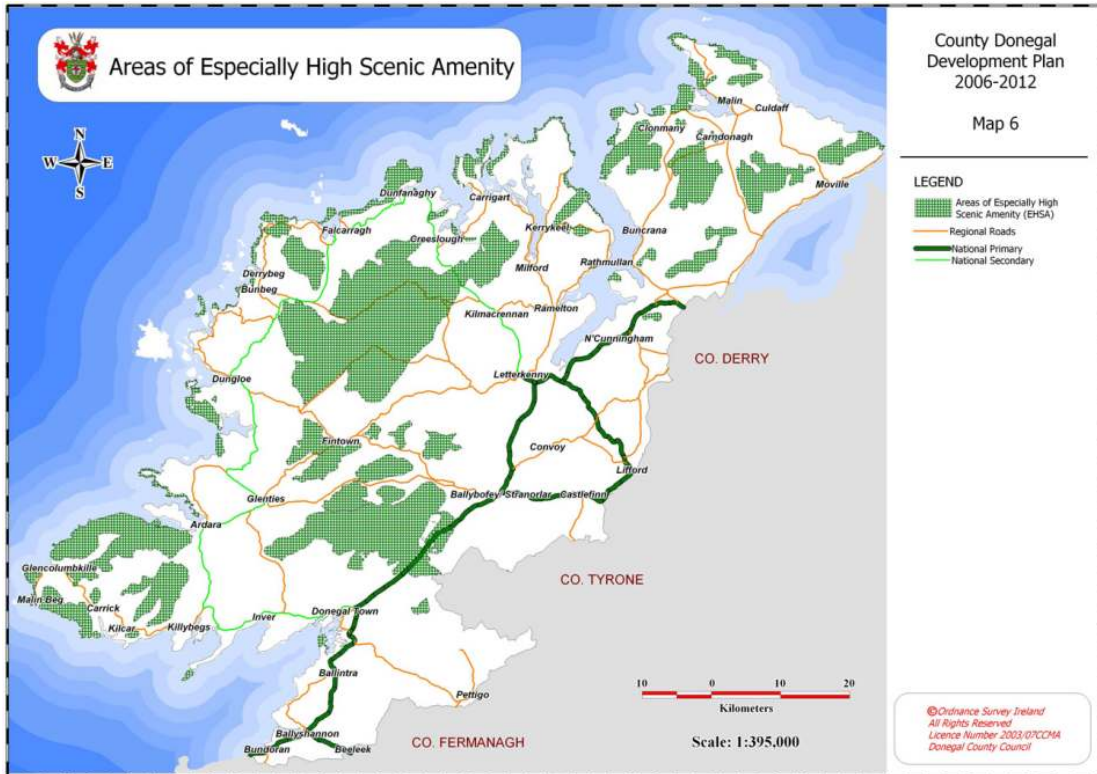 Areas of Especially High Scenic Amenity
County Donegal
Development Plan
2006-2012
Map 6
N
W E
S
LEGEND
Areas of Especially High
Scenic Amenity (EHSA)
Regional Roads
National Primary
National Secondary
Malin
Culdaff
Clonmany
Carndonagh
Moville
Dunfanaghy
Carrigart
Falcarragh
Creeslough
Kerrykeel
Buncrana
Derrybeg
Bunbeg
Milford
Rathmullan
Kilmacrennan
Ramelton
N'Cunningham
CO. DERRY
Dungloe
Letterkenny
Fintown
Convoy
Lifford
Glenties
Ballybofey
Stranorlar
Castlefinn
Ardara
Glencolumbkille
CO. TYRONE
Malin Beg
Carrick
Kilcar
Killybegs
Inver
Donegal Town
Ballintra
Pettigo
Ballyshannon
Bundoran
Beeleek
CO. FERMANAGH
10 0 10 20
Kilometers
Scale: 1:395,000
©Ordnance Survey Ireland
All Rights Reserved
Licence Number 2003/07CCMA
Donegal County Council